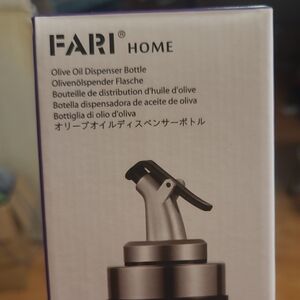 FARI® HOME
Olive Oil Dispenser Bottle
Olivenölspender Flasche
Bouteille de distribution d'huile d'olive
Botella dispensadora de aceite de oliva
Bottiglia di olio d'oliva
オリーブオイルディスペンサーボトル